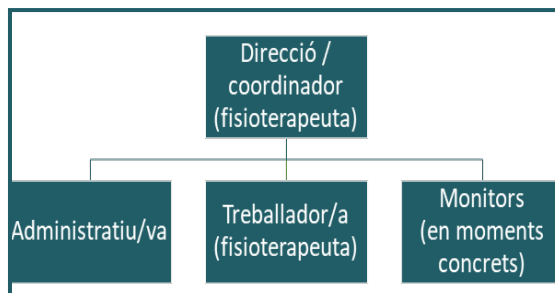 Direcció /
coordinador
(fisioterapeuta)
Administratiu/va
Treballador/a
(fisioterapeuta)
Monitors
(en moments
concrets)